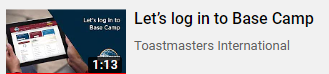 Let's log in to
Base Camp
1:13
Let's log in to Base Camp
Toastmasters International